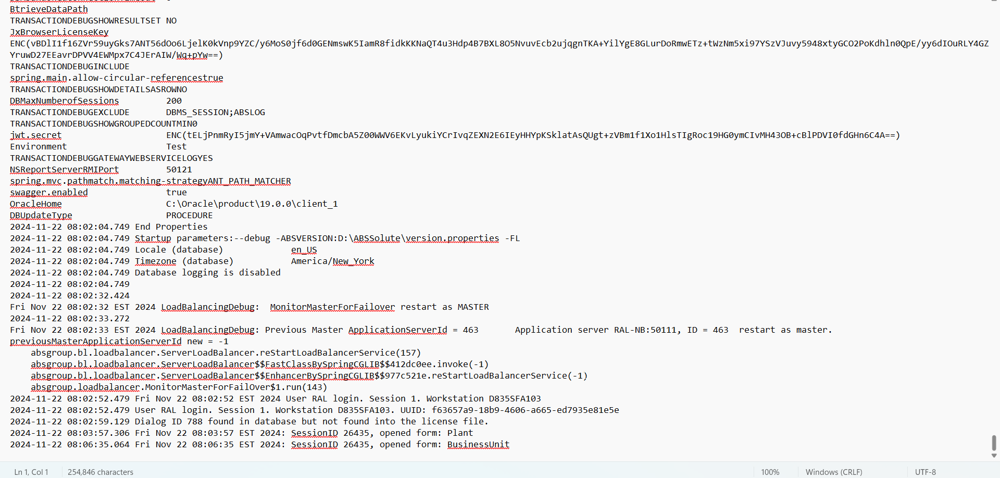 BtrieveDataPath
TRANSACTIONDEBUGSHOWRESULTSET NO
JxBrowserLicenseKey
ENC(vBDlI1f16ZVr59uyGks7ANT56dOo6LjelK0kVnp9YZC/y6MoS0jf6d0GENmswK5IamR8fidkKKNaQT4u3Hdp4B7BXL8O5NvuvEcb2ujqgnTKA+YilYgE8GLurDoRmwETz+tWzNm5xi97YSzVJuvy5948xtyGCO2PoKdhln0QpE/yy6dIOuRLY4GZ
YruwD27EEavrDPVV4EWMpx7C4JErAIW/Wq+pYw==)
TRANSACTIONDEBUGINCLUDE
spring.main.allow-circular-referencestrue
TRANSACTIONDEBUGSHOWDETAILSASROWNO
DBMaxNumberofSessions 200
TRANSACTIONDEBUGEXCLUDE DBMS_SESSION;ABSLOG
TRANSACTIONDEBUGSHOWGROUPEDCOUNTMIN0
jwt.secret ENC(tELjPnmRyI5jmY+VAmwacOqPvtfDmcbA5Z00WWV6EKvLyukiYCrIvqZEXN2E6IEyHHYpKSklatAsQUgt+zVBm1f1Xo1HlsTIgRoc19HG0ymCIvMH43OB+cBlPDVI0fdGHn6C4A==)
Environment Test
TRANSACTIONDEBUGGATEWAYWEBSERVICELOGYES
NSReportServerRMIPort 50121
spring.mvc.pathmatch.matching-strategyANT_PATH_MATCHER
swagger.enabled true
OracleHome C:\Oracle\product\19.0.0\client_1
DBUpdateType PROCEDURE
2024-11-22 08:02:04.749 End Properties
2024-11-22 08:02:04.749 Startup parameters:--debug -ABSVERSION:D:\ABSSolute\version.properties -FL
2024-11-22 08:02:04.749 Locale (database) en_US
2024-11-22 08:02:04.749 Timezone (database) America/New_York
2024-11-22 08:02:04.749 Database logging is disabled
2024-11-22 08:02:04.749
2024-11-22 08:02:32.424
Fri Nov 22 08:02:32 EST 2024 LoadBalancingDebug:  MonitorMasterForFailover restart as MASTER
2024-11-22 08:02:33.272
Fri Nov 22 08:02:33 EST 2024 LoadBalancingDebug: Previous Master ApplicationServerId = 463 Application server RAL-NB:50111, ID = 463  restart as master.
previousMasterApplicationServerId new = -1
absgroup.bl.loadbalancer.ServerLoadBalancer.reStartLoadBalancerService(157)
absgroup.bl.loadbalancer.ServerLoadBalancer$$FastClassBySpringCGLIB$$412dc0ee.invoke(-1)
absgroup.bl.loadbalancer.ServerLoadBalancer$$EnhancerBySpringCGLIB$$977c521e.reStartLoadBalancerService(-1)
absgroup.loadbalancer.MonitorMasterForFailOver$1.run(143)
2024-11-22 08:02:52.479 Fri Nov 22 08:02:52 EST 2024 User RAL login. Session 1. Workstation D835SFA103
2024-11-22 08:02:52.479 User RAL login. Session 1. Workstation D835SFA103. UUID: f63657a9-18b9-4606-a665-ed7935e81e5e
2024-11-22 08:02:59.129 Dialog ID 788 found in database but not found into the license file.
2024-11-22 08:03:57.306 Fri Nov 22 08:03:57 EST 2024: SessionID 26435, opened form: Plant
2024-11-22 08:06:35.064 Fri Nov 22 08:06:35 EST 2024: SessionID 26435, opened form: BusinessUnit
Ln 1, Col 1 254,846 characters 100% Windows (CRLF) UTF-8